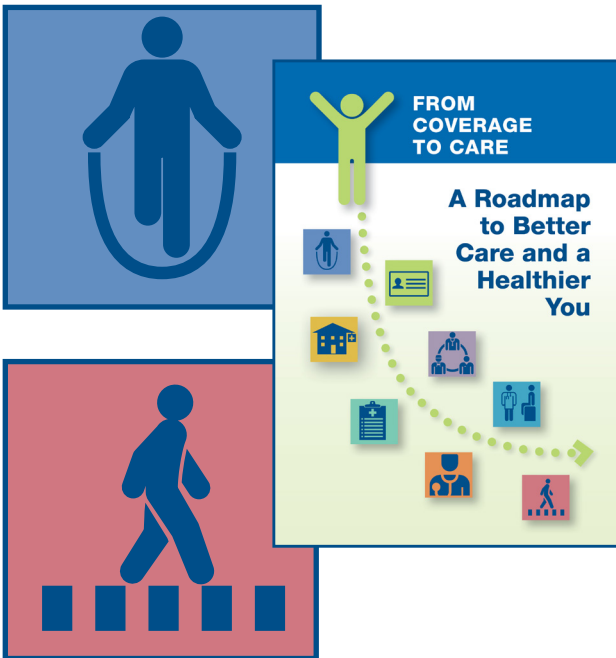 FROM
COVERAGE
TO CARE
A Roadmap
to Better
Care and a
Healthier
You